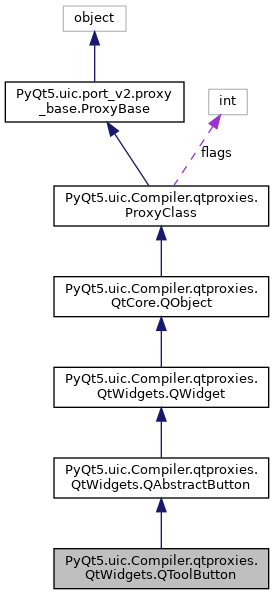 object
PyQt5.uic.port_v2.proxy
_base.ProxyBase
int
flags
PyQt5.uic.Compiler.qtproxies.
ProxyClass
PyQt5.uic.Compiler.qtproxies.
QtCore.QObject
PyQt5.uic.Compiler.qtproxies.
QtWidgets.QWidget
PyQt5.uic.Compiler.qtproxies.
QtWidgets.QAbstractButton
PyQt5.uic.Compiler.qtproxies.
QtWidgets.QToolButton